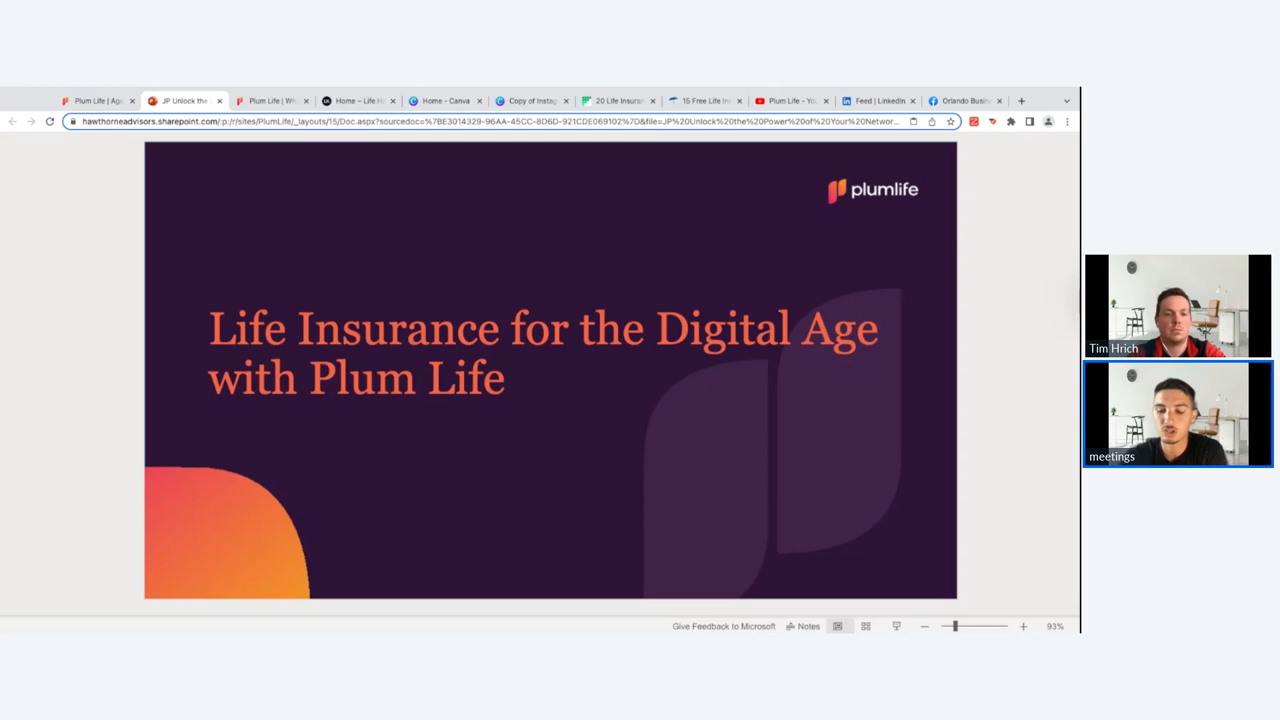 Plum Life | Age
JP Unlock the
Plum Life | Wh
Home – Life H
Home - Canva
Copy of Instag
20 Life Insuran
15 Free Life In
Plum Life - Yo
Feed | LinkedIn
Orlando Busin
hawthorneadvisors.sharepoint.com/:p:/r/sites/PlumLife/_layouts/15/Doc.aspx?sourcedoc=%7BE3014329-96AA-45CC-8D6D-921CDE069102%7D&file=JP%20Unlock%20the%20Power%20of%20Your%20Networ...
plumlife
Life Insurance for the Digital Age
with Plum Life
Tim Hrich
meetings
Give Feedback to Microsoft
Notes
93%